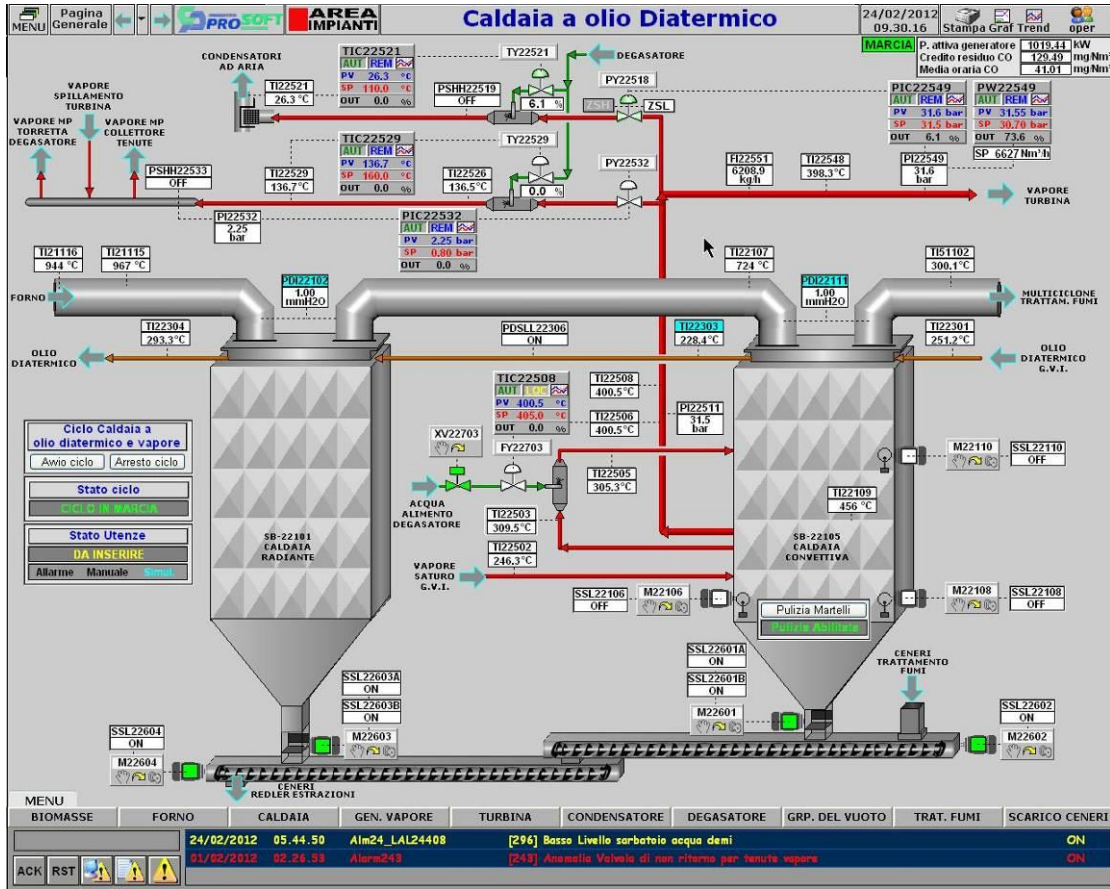 MENU
Pagina Generale
PROSOFT
AREA IMPIANTI
Caldaia a olio Diatermico
24/02/2012
09.30.16
Stampa Graf Trend oper
MARCIA
P. attiva generatore 1019.44 kW
Credito residuo CO 129.49 mg/Nm³
Media oraria CO 41.01 mg/Nm³
CONDENSATORI AD ARIA
TI22521
26.3 °C
TIC22521
AUT REM
PV 26.3 °C
SP 110.0 °C
OUT 0.0 %
PSHH22519
OFF
TY22521
6.1 %
DEGASATORE
PY22518
ZSH ZSL
PIC22549
AUT REM
PV 31.6 bar
SP 31.5 bar
OUT 6.1 %
PW22549
AUT REM
PV 31.55 bar
SP 30.70 bar
OUT 73.6 %
SP 6627 Nm³/h
VAPORE SPILLAMENTO TURBINA
VAPORE MP TORRETTA DEGASATORE
VAPORE MP COLLETTORE TENUTE
PSHH22533
OFF
TIC22529
AUT REM
PV 136.7 °C
SP 160.0 °C
OUT 0.0 %
TI22529
136.7°C
TI22526
136.5°C
TY22529
0.0 %
PY22532
FI22551
6208.9 kg/h
TI22548
398.3°C
PI22549
31.6 bar
VAPORE TURBINA
PI22532
2.25 bar
PIC22532
AUT REM
PV 2.25 bar
SP 0.80 bar
OUT 0.0 %
TI21116
944 °C
TI21115
967 °C
PDI22102
1.00 mmH2O
TI22107
724 °C
PDI22111
1.00 mmH2O
TI51102
300.1°C
FORNO
MULTICICLONE TRATTAM. FUMI
TI22304
293.3°C
PDSLL22306
ON
TI22303
228.4°C
TI22301
251.2°C
OLIO DIATERMICO
OLIO DIATERMICO G.V.I.
TIC22508
AUT LOC
PV 400.5 °C
SP 405.0 °C
OUT 0.0 %
TI22508
400.5°C
TI22506
400.5°C
PI22511
31.5 bar
Ciclo Caldaia a olio diatermico e vapore
Avvio ciclo Arresto ciclo
Stato ciclo
CICLO IN MARCIA
Stato Utenze
DA INSERIRE
Allarme Manuale Simul.
XV22703
FY22703
ACQUA ALIMENTO DEGASATORE
TI22505
305.3°C
TI22503
309.5°C
TI22502
246.3°C
VAPORE SATURO G.V.I.
SB-22101 CALDAIA RADIANTE
SB-22105 CALDAIA CONVETTIVA
TI22109
456 °C
M22110
SSL22110
OFF
SSL22106
OFF
M22106
M22108
SSL22108
OFF
Pulizia Martelli
Pulizia Abilitata
CENERI TRATTAMENTO FUMI
SSL22603A
ON
SSL22603B
ON
M22603
SSL22604
ON
M22604
SSL22601A
ON
SSL22601B
ON
M22601
SSL22602
ON
M22602
CENERI REDLER ESTRAZIONI
MENU
BIOMASSE FORNO CALDAIA GEN. VAPORE TURBINA CONDENSATORE DEGASATORE GRP. DEL VUOTO TRAT. FUMI SCARICO CENERI
24/02/2012 05.44.50 Alm24_LAL24408 [296] Basso Livello sarbatoio acqua demi ON
01/02/2012 02.26.53 Alarm243 [243] Anomalia Valvola di non ritorno per tenute vapore ON
ACK RST